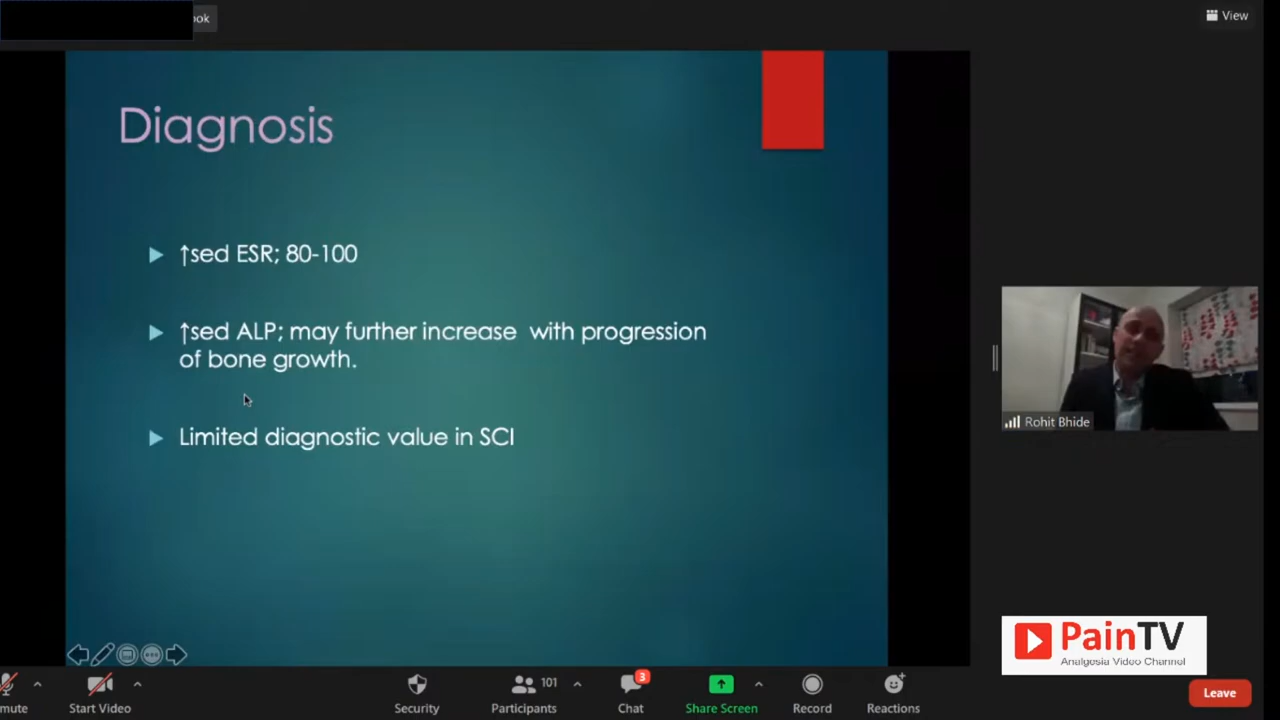 ook
View
Diagnosis
↑sed ESR; 80-100
↑sed ALP; may further increase with progression
of bone growth.
Limited diagnostic value in SCI
Rohit Bhide
PainTV
Analgesia Video Channel
mute
Start Video
Security
101
Participants
3
Chat
Share Screen
Record
Reactions
Leave